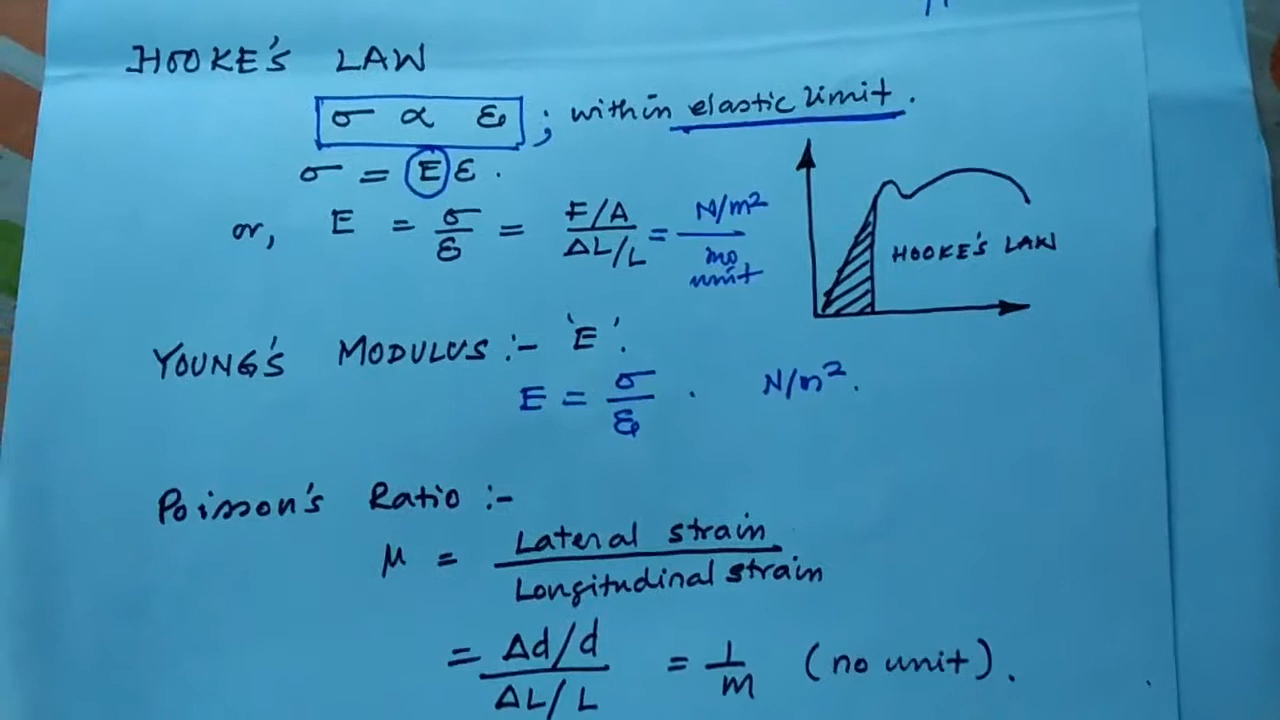 HOOKE'S LAW
σ ∝ ε ; within elastic limit.
σ = E ε.
or, E = σ/ε = (F/A)/(ΔL/L) = (N/m²)/(no unit)
HOOKE'S LAW
YOUNG'S MODULUS :- 'E'.
E = σ/ε . N/m².
Poisson's Ratio :-
μ = Lateral strain / Longitudinal strain
= (Δd/d)/(ΔL/L) = 1/m (no unit).